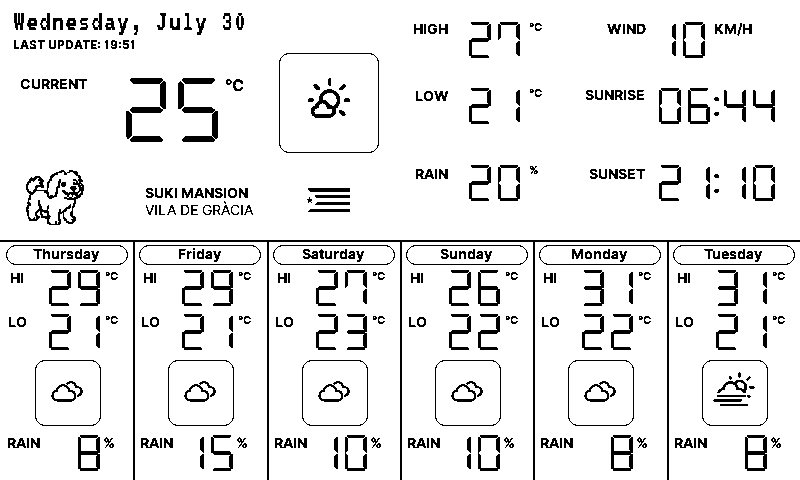 Wednesday, July 30
LAST UPDATE: 19:51
CURRENT 25 °C
HIGH 27 °C
LOW 21 °C
RAIN 20 %
WIND 10 KM/H
SUNRISE 06:44
SUNSET 21:10
SUKI MANSION
VILA DE GRÀCIA
Thursday
HI 29 °C
LO 21 °C
RAIN 8 %
Friday
HI 29 °C
LO 21 °C
RAIN 15 %
Saturday
HI 27 °C
LO 23 °C
RAIN 10 %
Sunday
HI 26 °C
LO 22 °C
RAIN 10 %
Monday
HI 31 °C
LO 22 °C
RAIN 8 %
Tuesday
HI 31 °C
LO 21 °C
RAIN 8 %